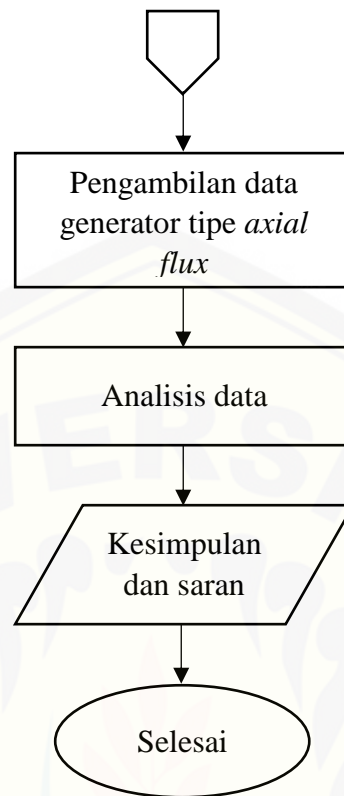 Pengambilan data
generator tipe axial
flux
Analisis data
Kesimpulan
dan saran
Selesai